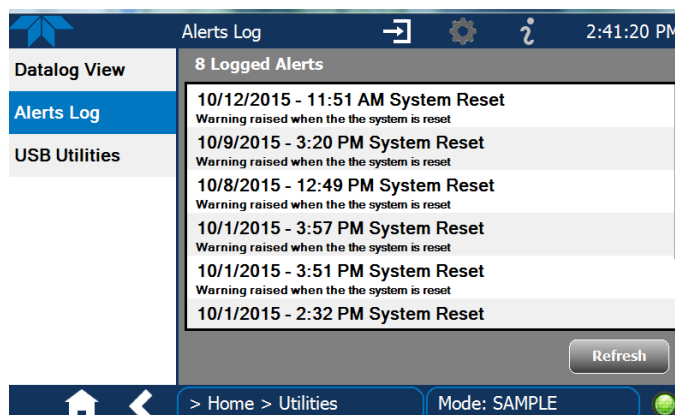 Alerts Log
2:41:20 PM
Datalog View
Alerts Log
USB Utilities
8 Logged Alerts
10/12/2015 - 11:51 AM System Reset
Warning raised when the the system is reset
10/9/2015 - 3:20 PM System Reset
Warning raised when the the system is reset
10/8/2015 - 12:49 PM System Reset
Warning raised when the the system is reset
10/1/2015 - 3:57 PM System Reset
Warning raised when the the system is reset
10/1/2015 - 3:51 PM System Reset
Warning raised when the the system is reset
10/1/2015 - 2:32 PM System Reset
Refresh
> Home > Utilities
Mode: SAMPLE